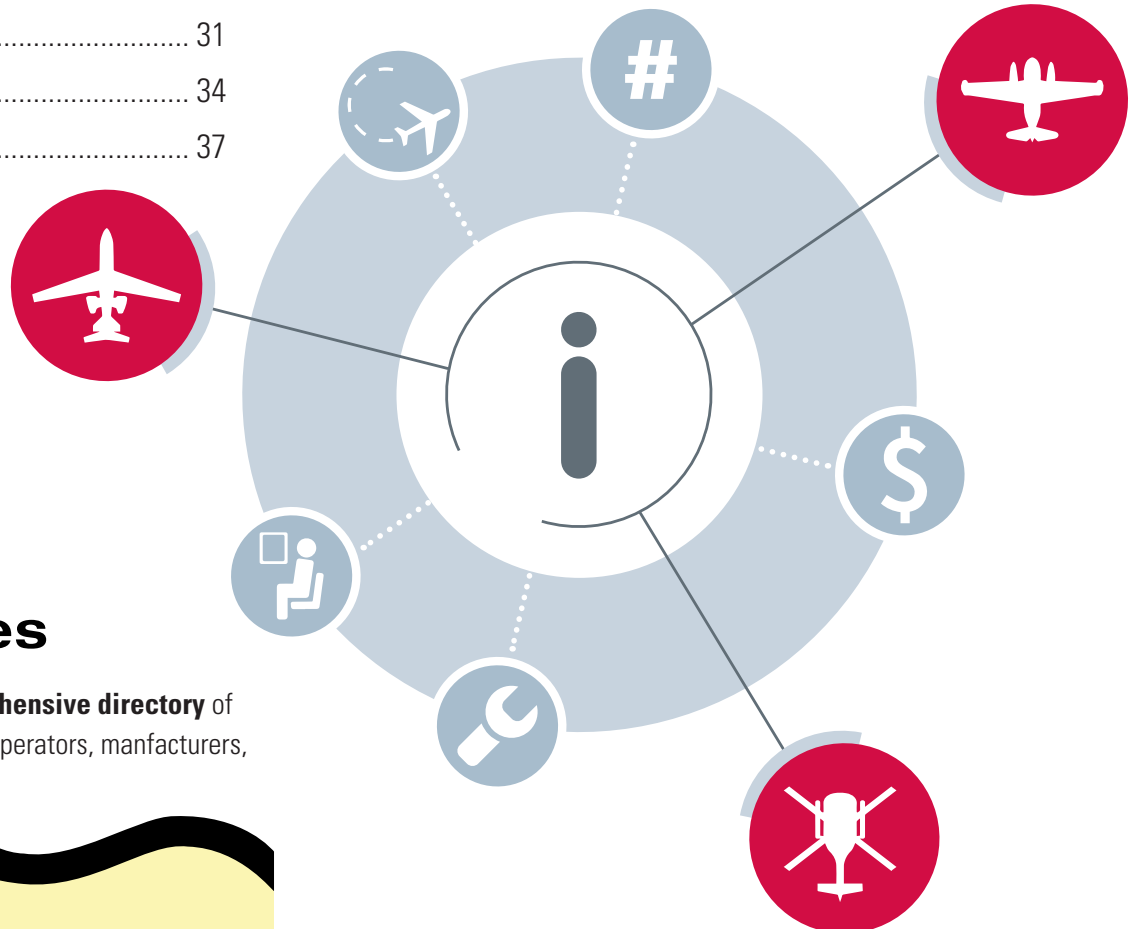 ........................... 31
........................... 34
........................... 37
#
i
$
es
hensive directory of
perators, manfacturers,